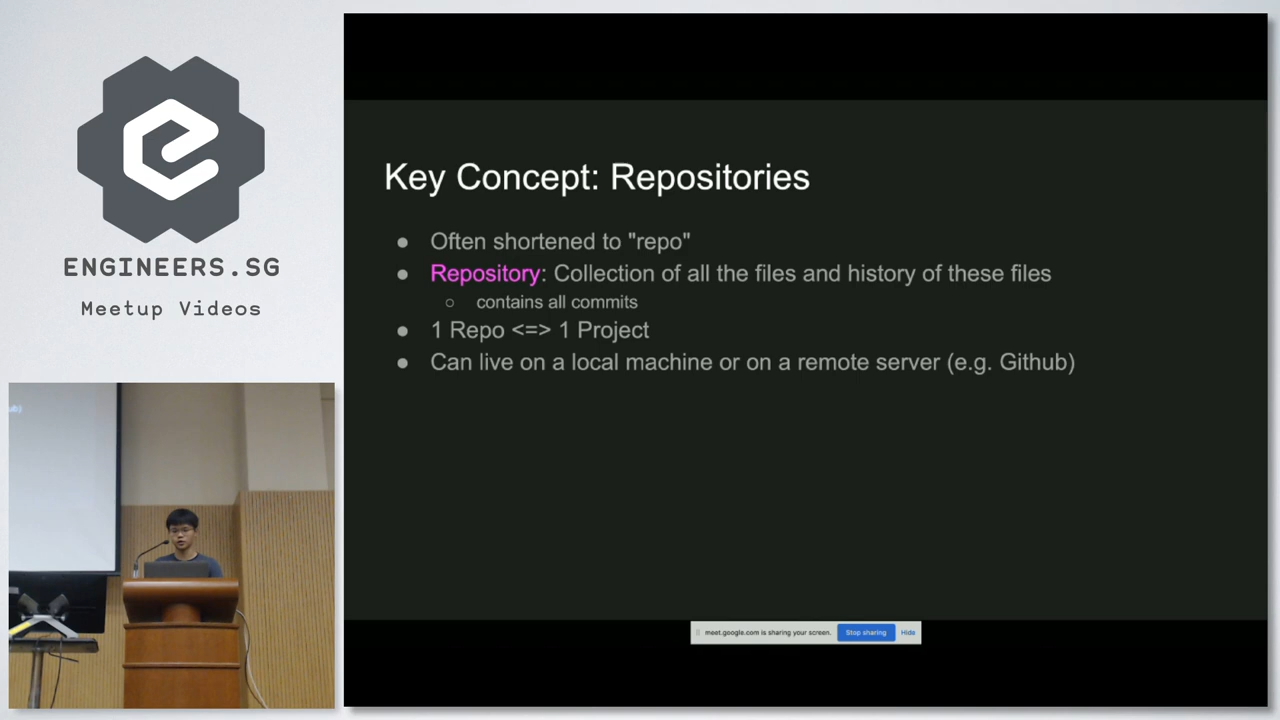 ENGINEERS.SG
Meetup Videos
Key Concept: Repositories
● Often shortened to "repo"
● Repository: Collection of all the files and history of these files
○ contains all commits
● 1 Repo <=> 1 Project
● Can live on a local machine or on a remote server (e.g. Github)
meet.google.com is sharing your screen. Stop sharing Hide